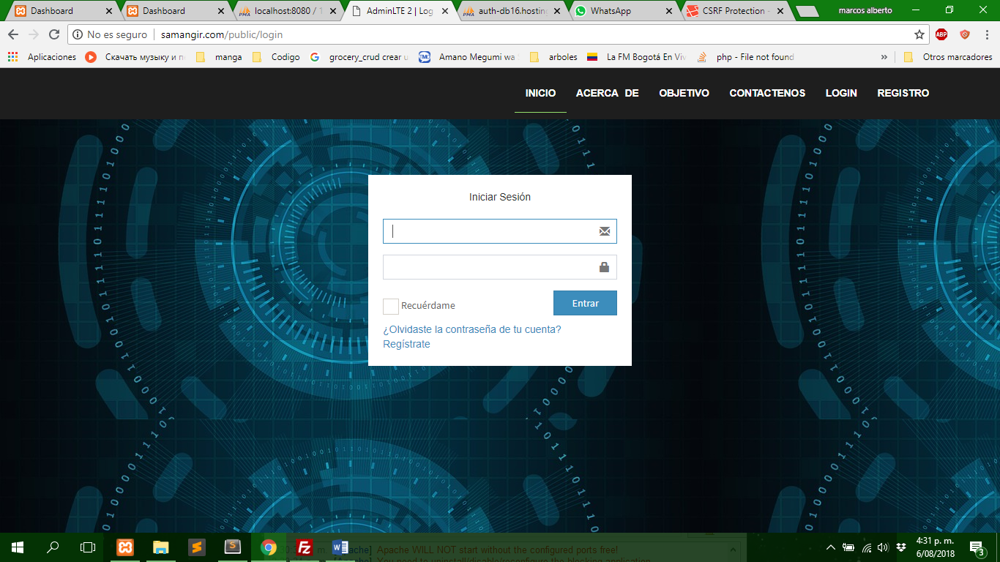 Dashboard
Dashboard
localhost:8080 / 1
AdminLTE 2 | Log
auth-db16.hosting
WhatsApp
CSRF Protection -
marcos alberto
No es seguro | samangir.com/public/login
Aplicaciones
Скачать музыку и п
manga
Codigo
grocery_crud crear u
Amano Megumi wa
arboles
La FM Bogotá En Viv
php - File not found
»
Otros marcadores
INICIO
ACERCA DE
OBJETIVO
CONTACTENOS
LOGIN
REGISTRO
Iniciar Sesión
Recuérdame
Entrar
¿Olvidaste la contraseña de tu cuenta?
Regístrate
Apache WILL NOT start without the configured ports free!
You need to uninstall/disable/reconfigure the blocking application
4:31 p. m.
6/08/2018
3